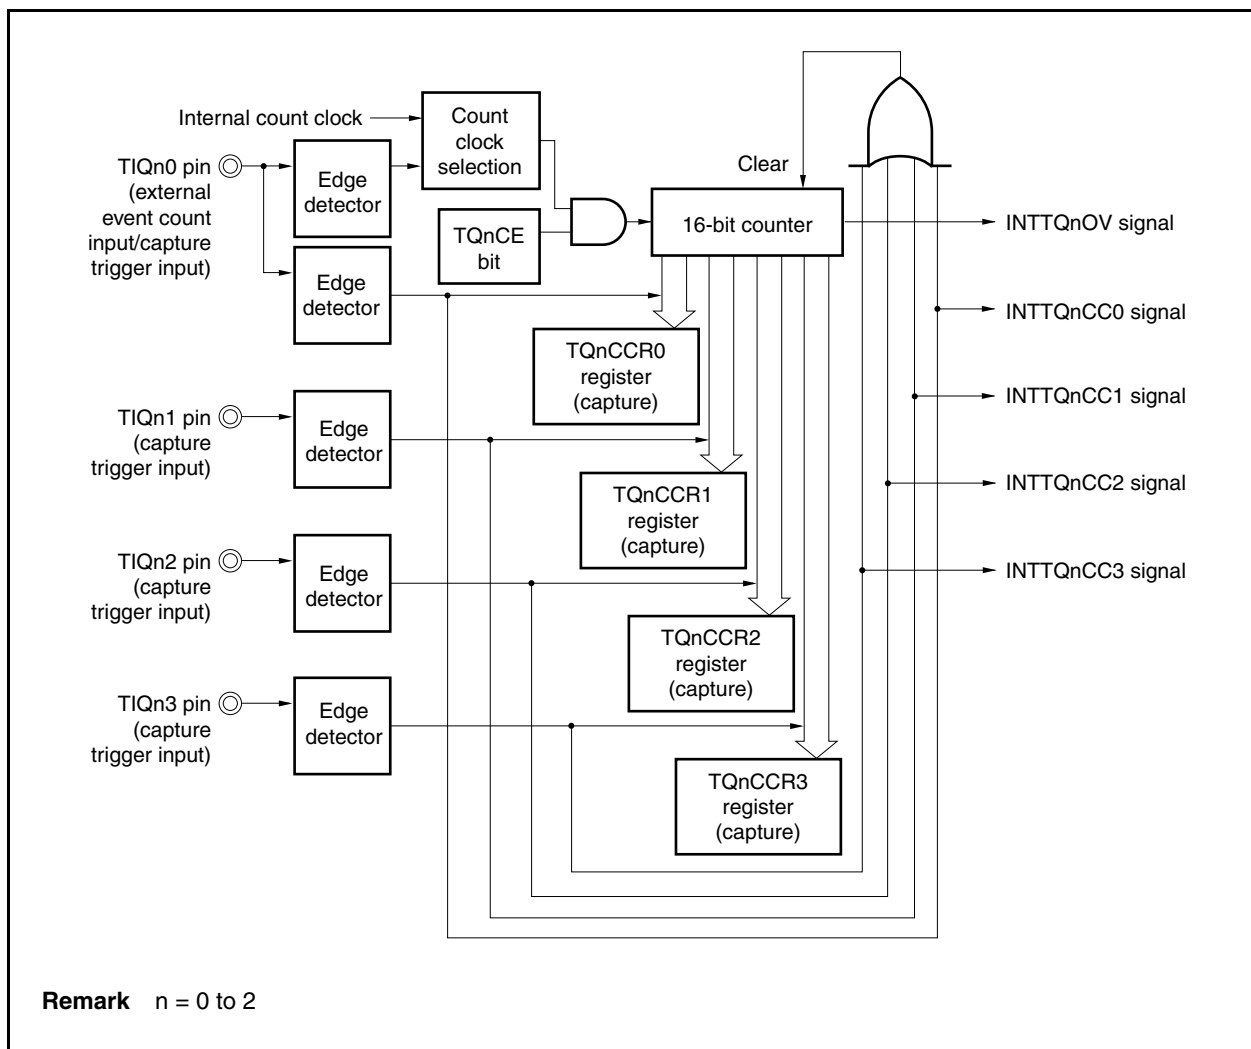 Internal count clock
Count
clock
selection
TIQn0 pin
(external
event count
input/capture
trigger input)
Edge
detector
Clear
TQnCE
bit
16-bit counter
INTTQnOV signal
Edge
detector
INTTQnCC0 signal
TQnCCR0
register
(capture)
TIQn1 pin
(capture
trigger input)
Edge
detector
INTTQnCC1 signal
TQnCCR1
register
(capture)
INTTQnCC2 signal
TIQn2 pin
(capture
trigger input)
Edge
detector
INTTQnCC3 signal
TQnCCR2
register
(capture)
TIQn3 pin
(capture
trigger input)
Edge
detector
TQnCCR3
register
(capture)
Remark n = 0 to 2